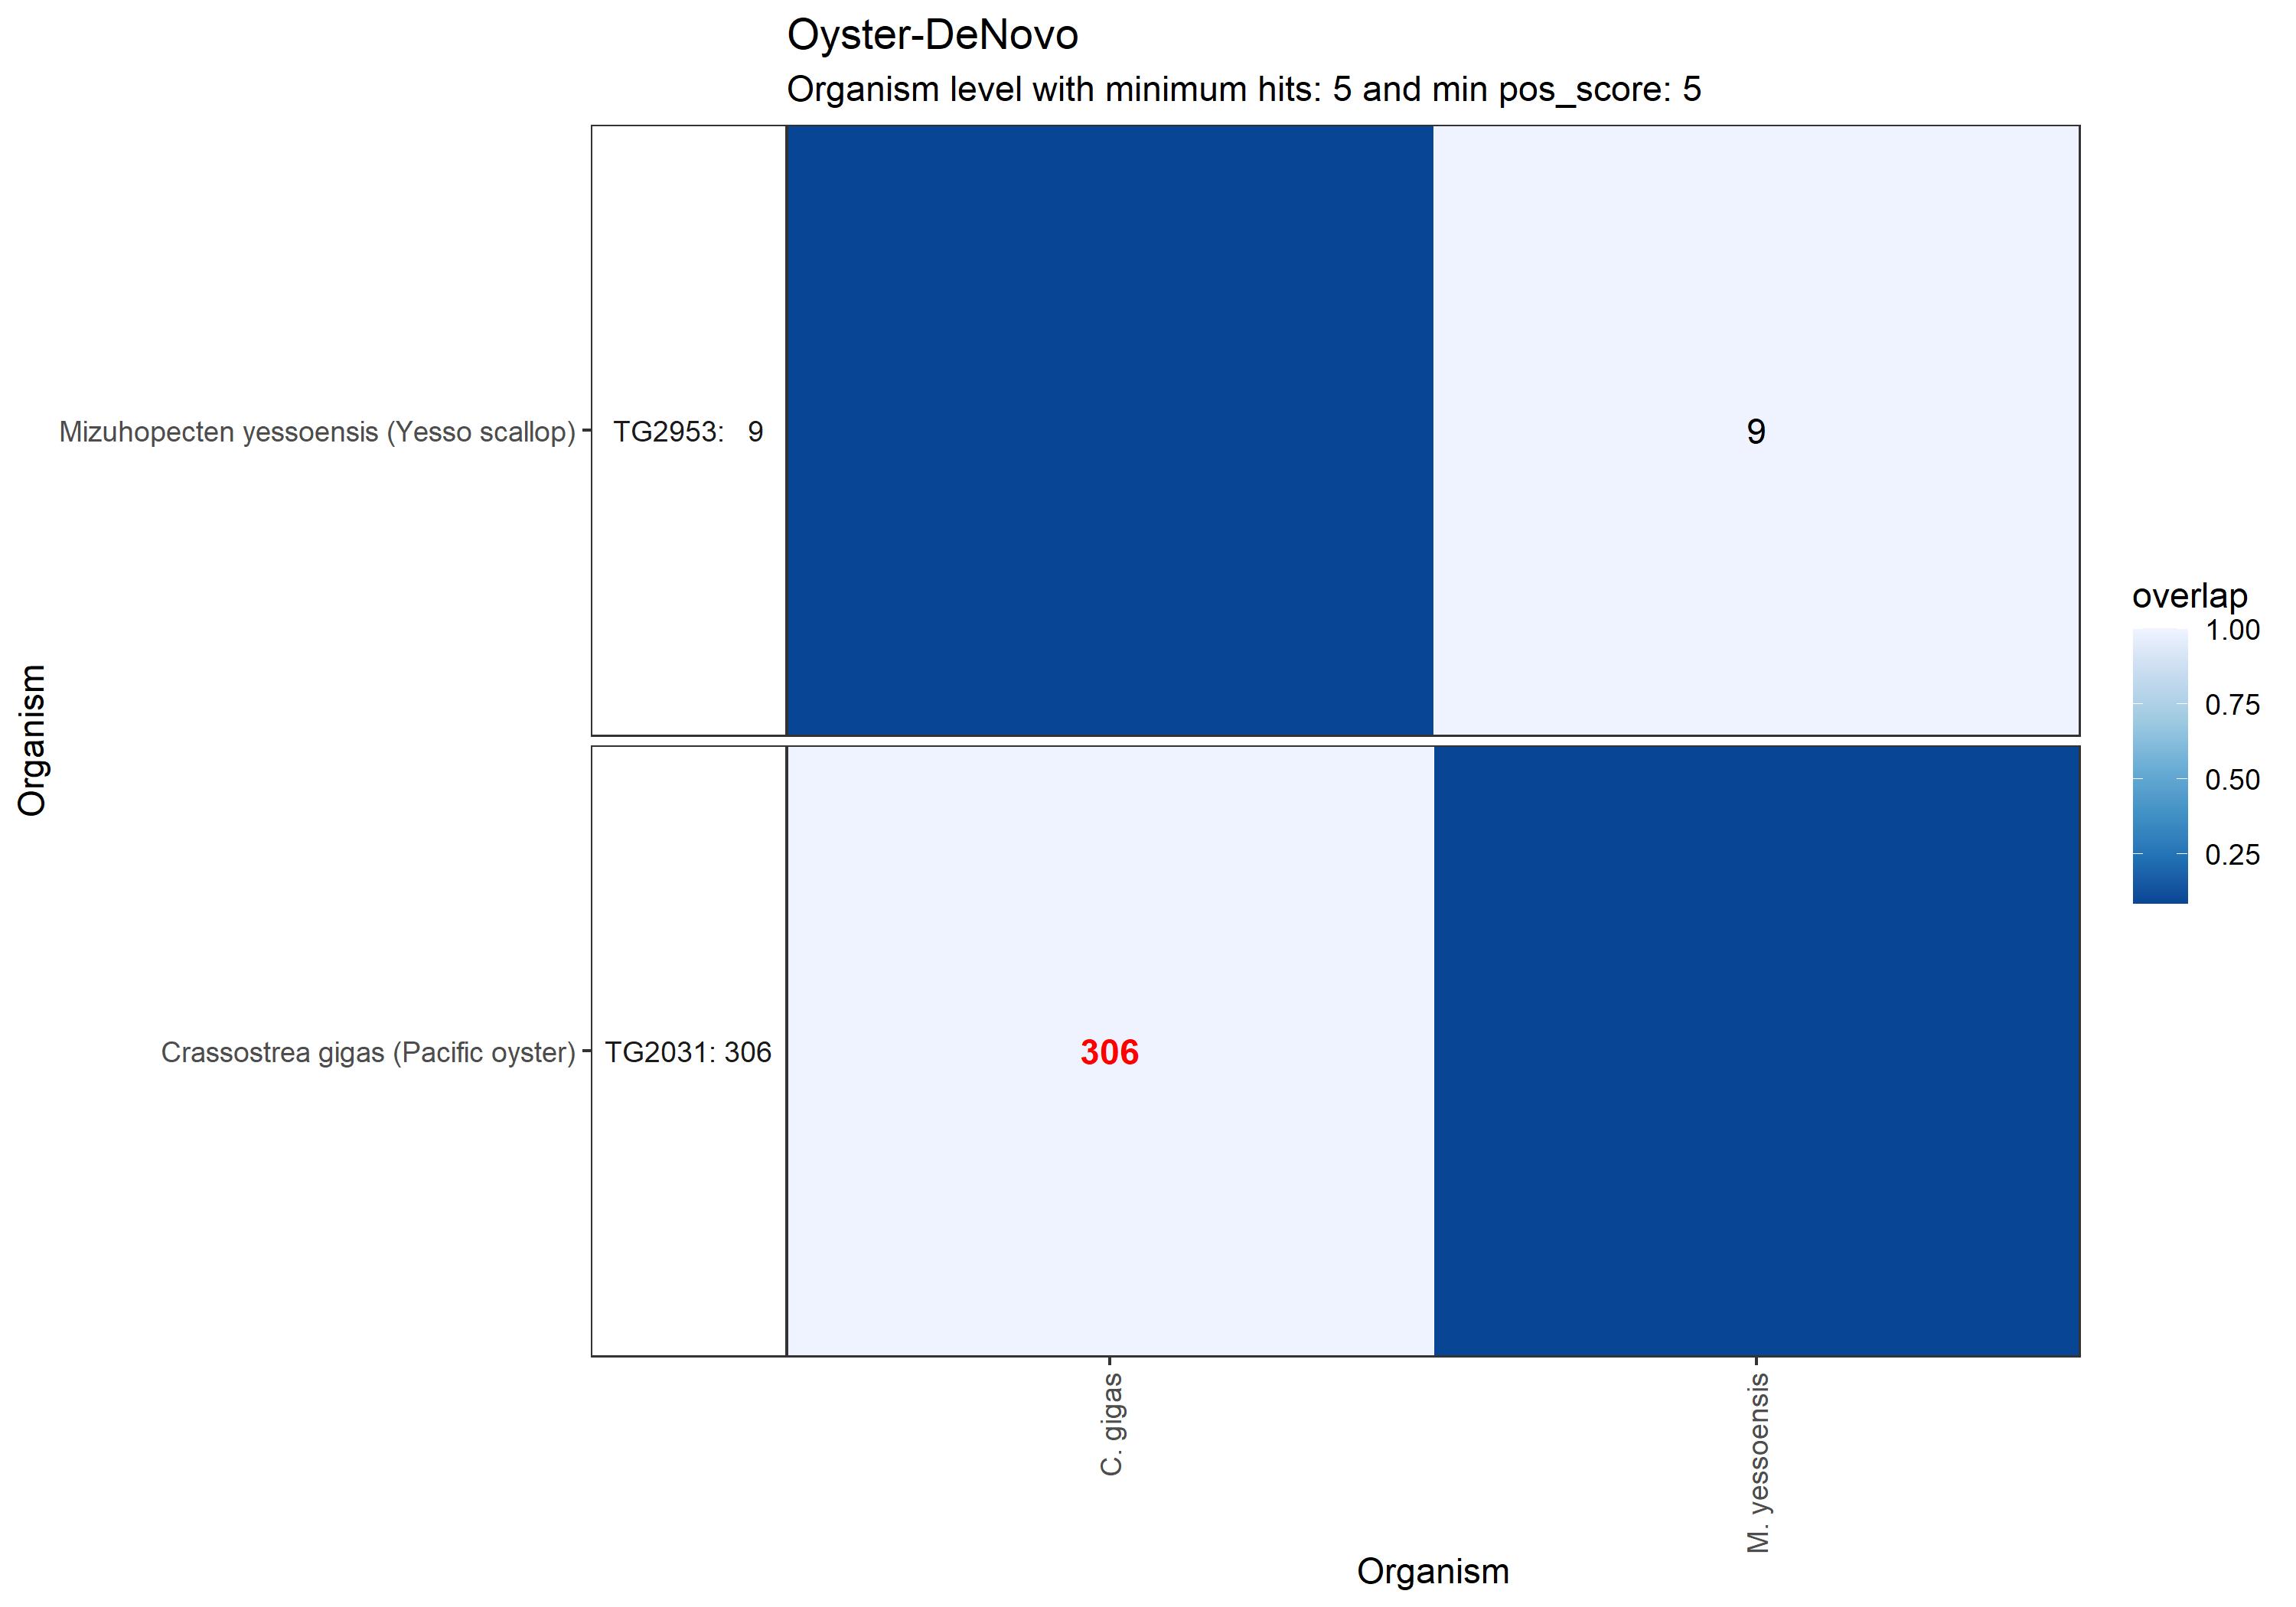 Oyster-DeNovo
Organism level with minimum hits: 5 and min pos_score: 5
Organism
Mizuhopecten yessoensis (Yesso scallop)
TG2953: 9
9
Crassostrea gigas (Pacific oyster)
TG2031: 306
306
C. gigas
M. yessoensis
Organism
overlap
1.00
0.75
0.50
0.25